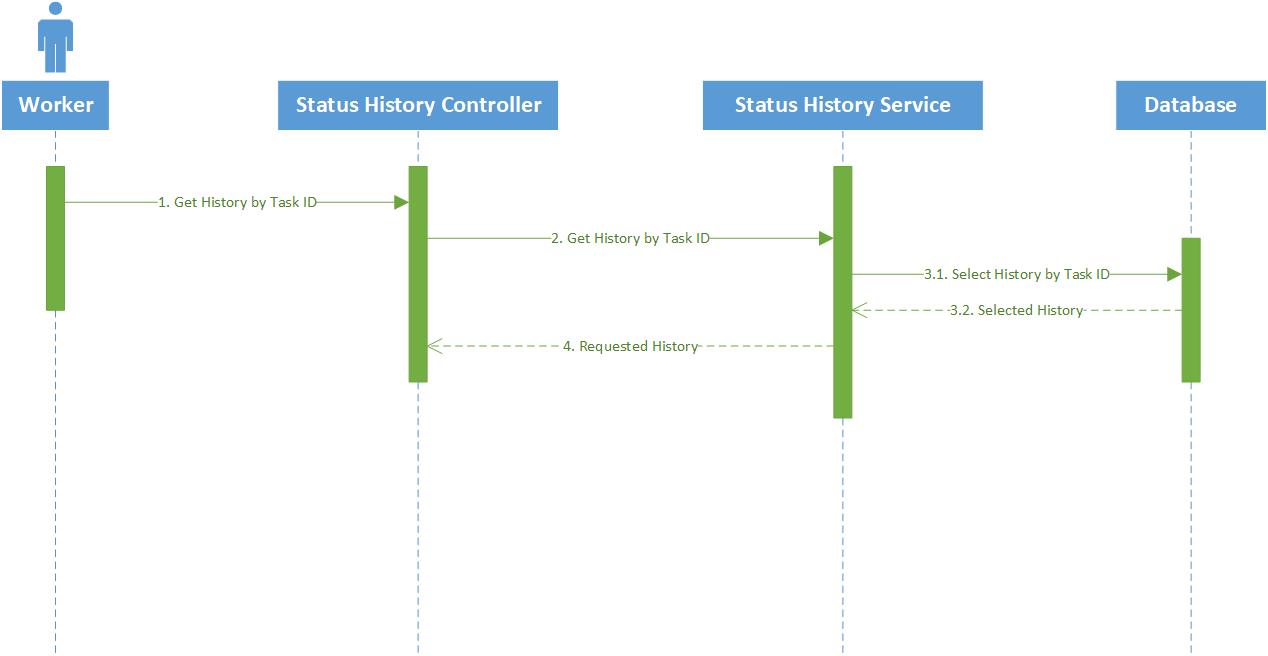 Worker
Status History Controller
Status History Service
Database
1. Get History by Task ID
2. Get History by Task ID
3.1. Select History by Task ID
3.2. Selected History
4. Requested History